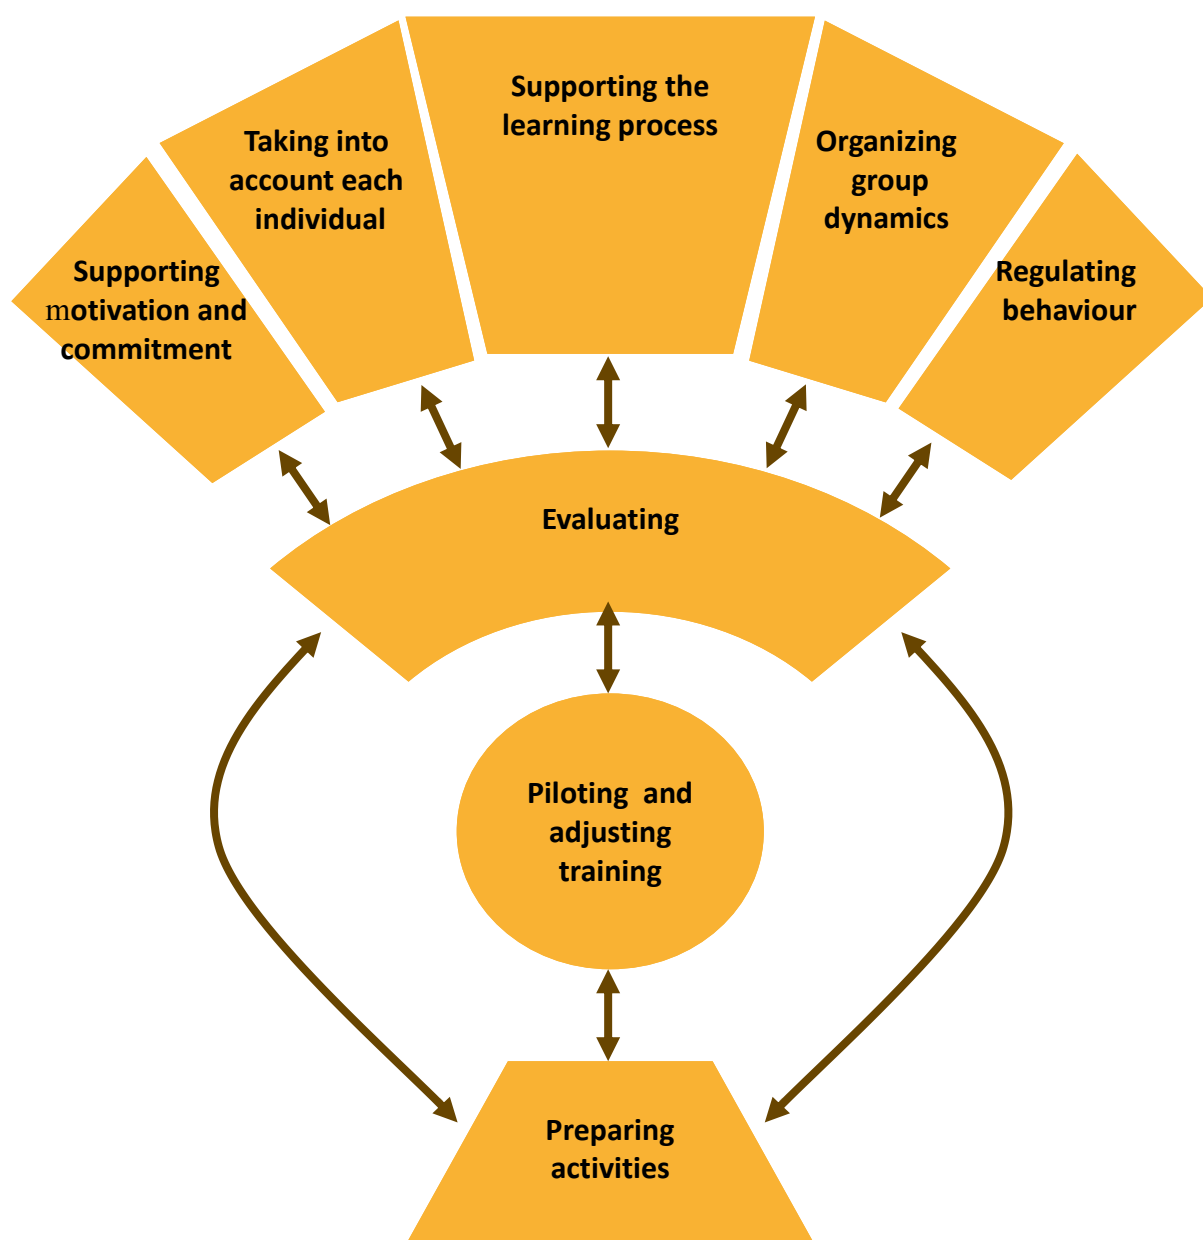 Supporting the
learning process
Taking into
account each
individual
Organizing
group
dynamics
Supporting
motivation and
commitment
Regulating
behaviour
Evaluating
Piloting and
adjusting
training
Preparing
activities